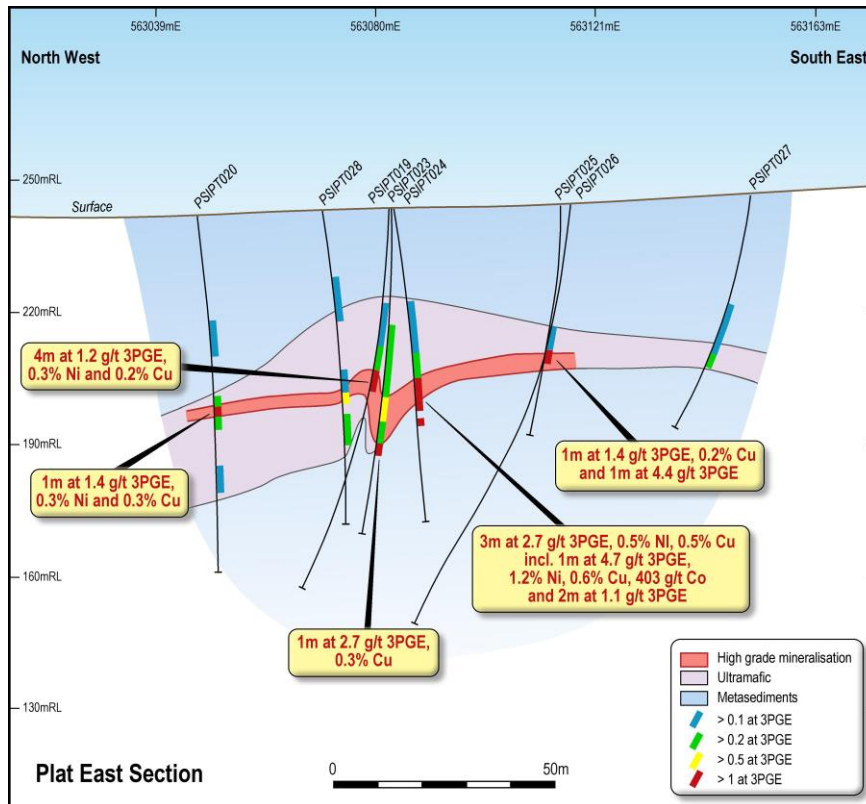 563039mE
563080mE
563121mE
563163mE
North West
South East
250mRL
Surface
PSIPT020
PSIPT028
PSIPT019
PSIPT023
PSIPT024
PSIPT025
PSIPT026
PSIPT027
220mRL
4m at 1.2 g/t 3PGE,
0.3% Ni and 0.2% Cu
190mRL
1m at 1.4 g/t 3PGE,
0.3% Ni and 0.3% Cu
1m at 1.4 g/t 3PGE, 0.2% Cu
and 1m at 4.4 g/t 3PGE
3m at 2.7 g/t 3PGE, 0.5% NI, 0.5% Cu
incl. 1m at 4.7 g/t 3PGE,
1.2% Ni, 0.6% Cu, 403 g/t Co
and 2m at 1.1 g/t 3PGE
160mRL
1m at 2.7 g/t 3PGE,
0.3% Cu
130mRL
High grade mineralisation
Ultramafic
Metasediments
> 0.1 at 3PGE
> 0.2 at 3PGE
> 0.5 at 3PGE
> 1 at 3PGE
Plat East Section
0
50m